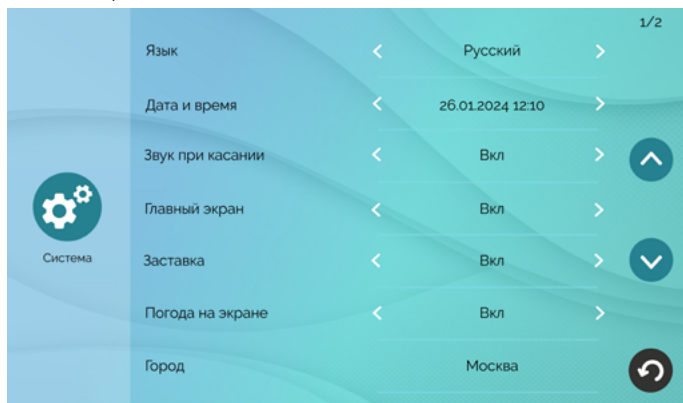 1/2
Язык
Русский
Дата и время
26.01.2024 12:10
Звук при касании
Вкл
Главный экран
Вкл
Система
Заставка
Вкл
Погода на экране
Вкл
Город
Москва